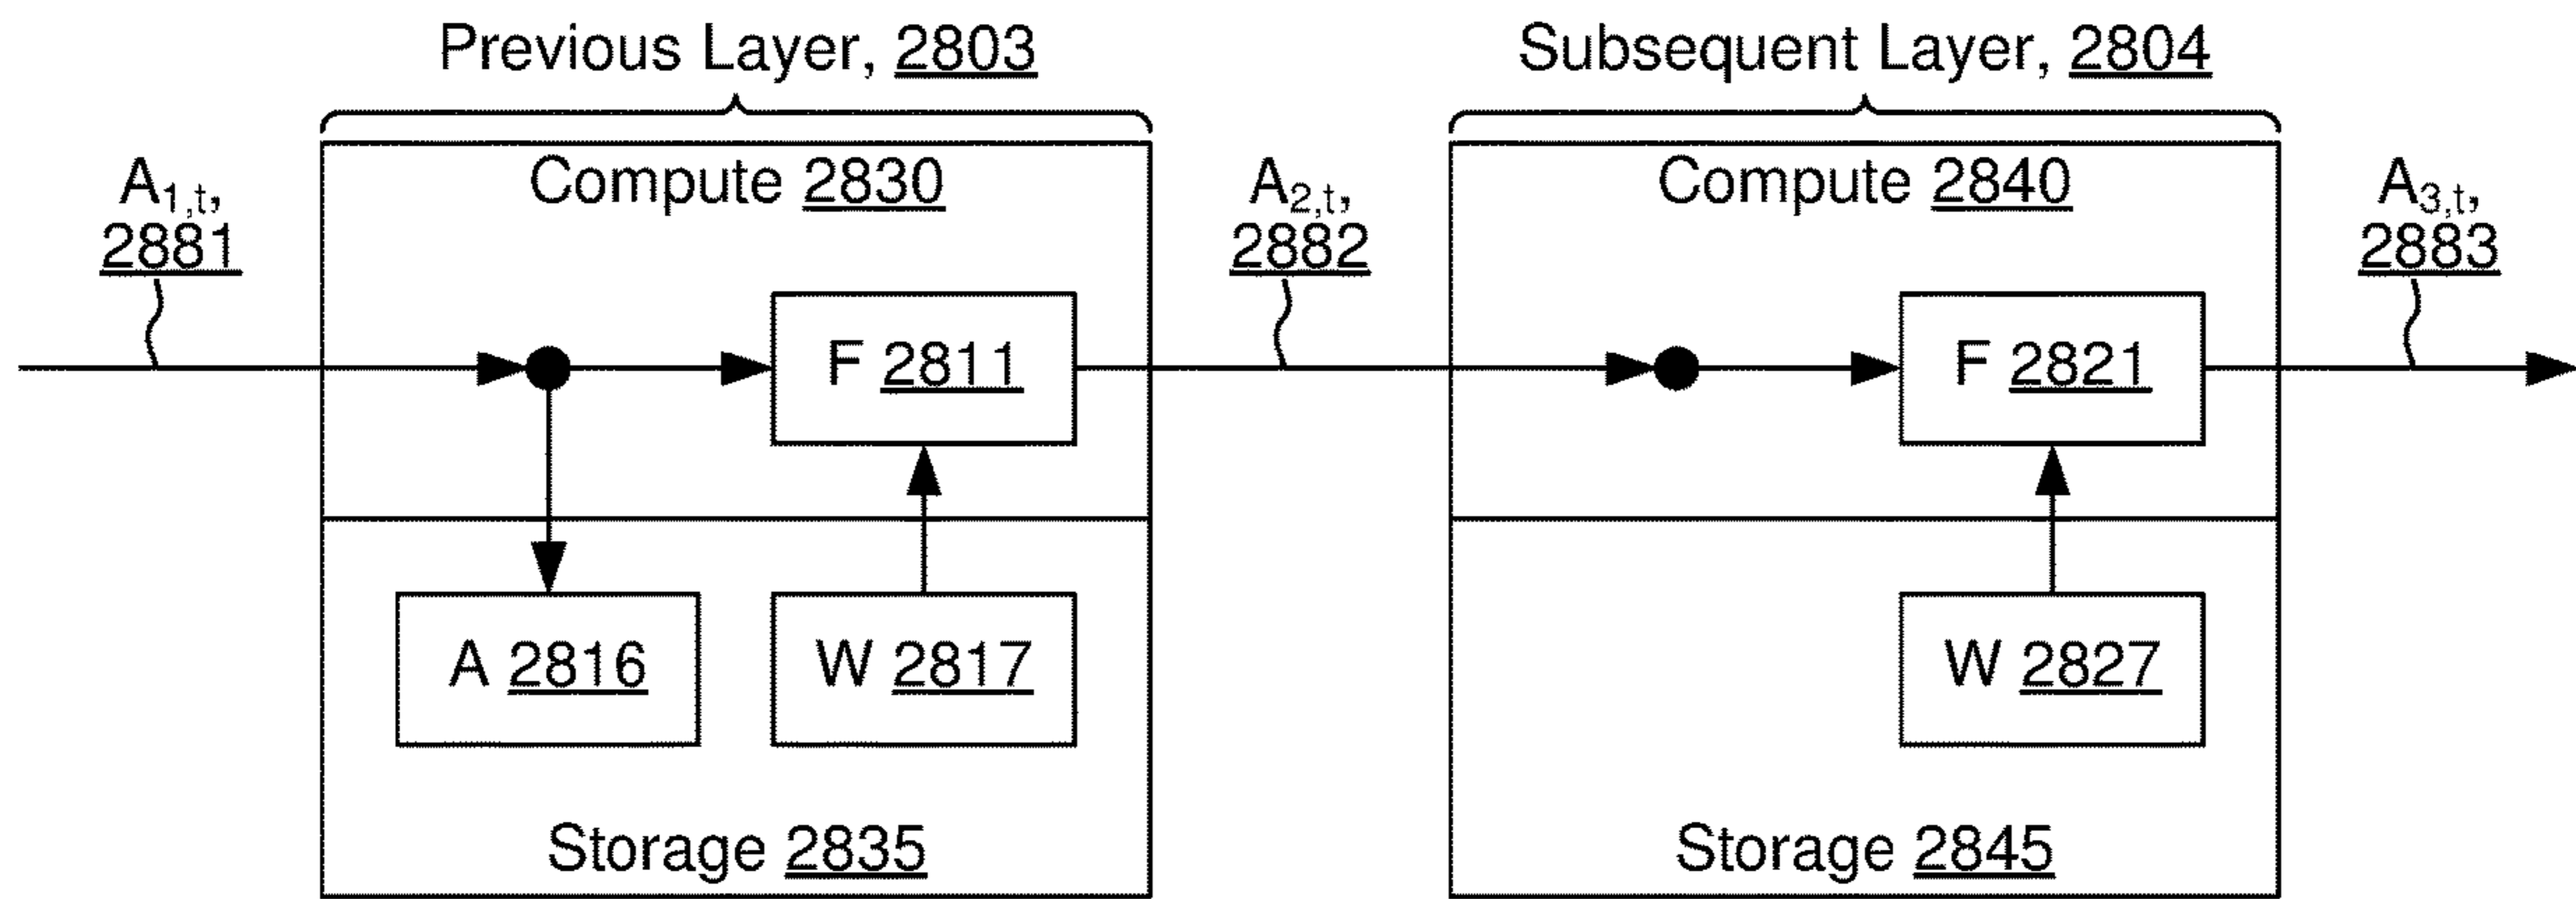 Previous Layer, 2803
Subsequent Layer, 2804
A1,t,
2881
Compute 2830
A2,t,
2882
Compute 2840
A3,t,
2883
F 2811
F 2821
A 2816
W 2817
W 2827
Storage 2835
Storage 2845